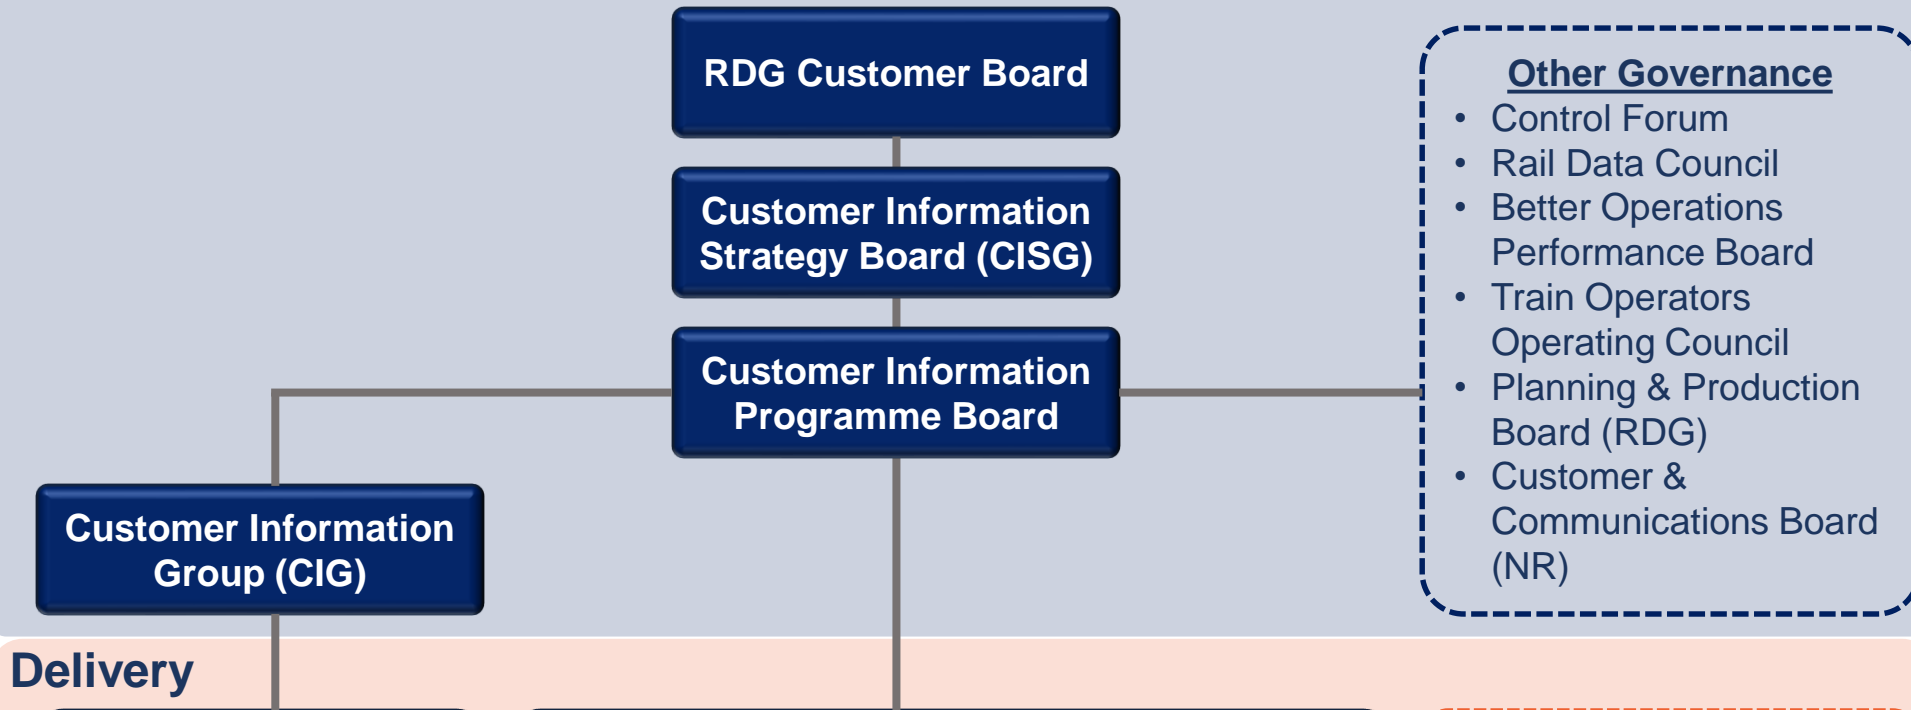 RDG Customer Board
Customer Information
Strategy Board (CISG)
Customer Information
Programme Board
Customer Information
Group (CIG)
Other Governance
• Control Forum
• Rail Data Council
• Better Operations
Performance Board
• Train Operators
Operating Council
• Planning & Production
Board (RDG)
• Customer &
Communications Board
(NR)
Delivery